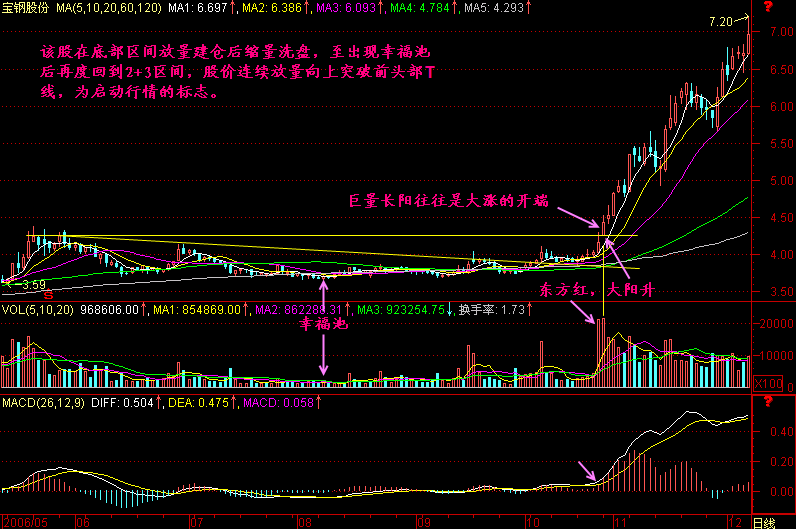 宝钢股份 MA(5,10,20,60,120) MA1: 6.697↑, MA2: 6.386↑, MA3: 6.093↑, MA4: 4.784↑, MA5: 4.293↑
7.20
7.00
该股在底部区间放量建仓后缩量洗盘，至出现幸福池
后再度回到2+3区间，股价连续放量向上突破前头部T
线，为启动行情的标志。
6.50
6.00
5.50
5.00
巨量长阳往往是大涨的开端
4.50
4.00
3.59
东方红，大阳升
3.50
VOL(5,10,20) 968606.00↑, MA1: 854869.00↑, MA2: 862288.31↑, MA3: 923254.75↓, 换手率: 1.73↑
幸福池
20000
10000
X100
MACD(26,12,9) DIFF: 0.504↑, DEA: 0.475↑, MACD: 0.058↑
0.40
0.20
0.00
2006/05 06 07 08 09 10 11 12 日线